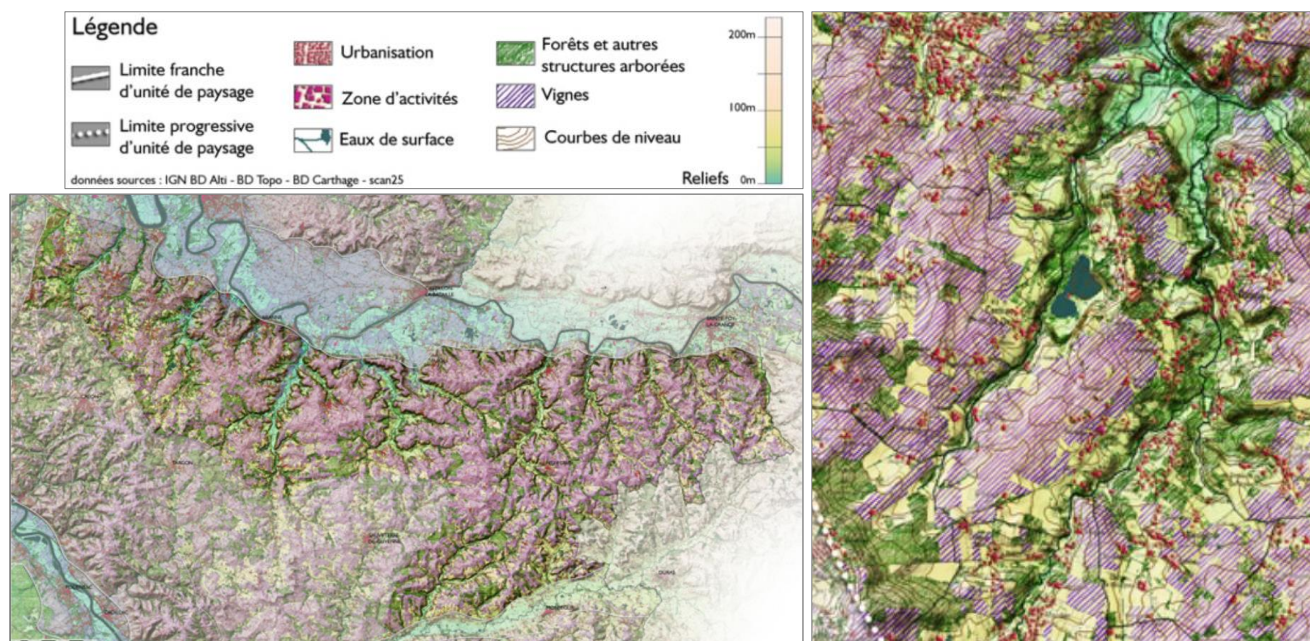 Légende
Limite franche
d'unité de paysage
Limite progressive
d'unité de paysage
Urbanisation
Zone d'activités
Eaux de surface
Forêts et autres
structures arborées
Vignes
Courbes de niveau
200m
100m
Reliefs 0m
données sources : IGN BD Alti - BD Topo - BD Carthage - scan25
DURAS